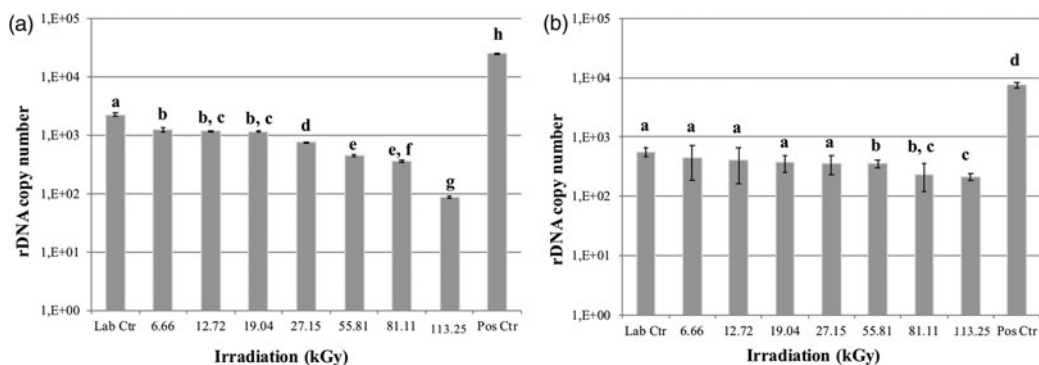 (a)
rDNA copy number
1,E+05
1,E+04
1,E+03
1,E+02
1,E+01
1,E+00
a
b
b, c
b, c
d
e
e, f
g
h
Lab Ctr 6.66 12.72 19.04 27.15 55.81 81.11 113.25 Pos Ctr
Irradiation (kGy)
(b)
rDNA copy number
1,E+05
1,E+04
1,E+03
1,E+02
1,E+01
1,E+00
a
a
a
a
a
b
b, c
c
d
Lab Ctr 6.66 12.72 19.04 27.15 55.81 81.11 113.25 Pos Ctr
Irradiation (kGy)